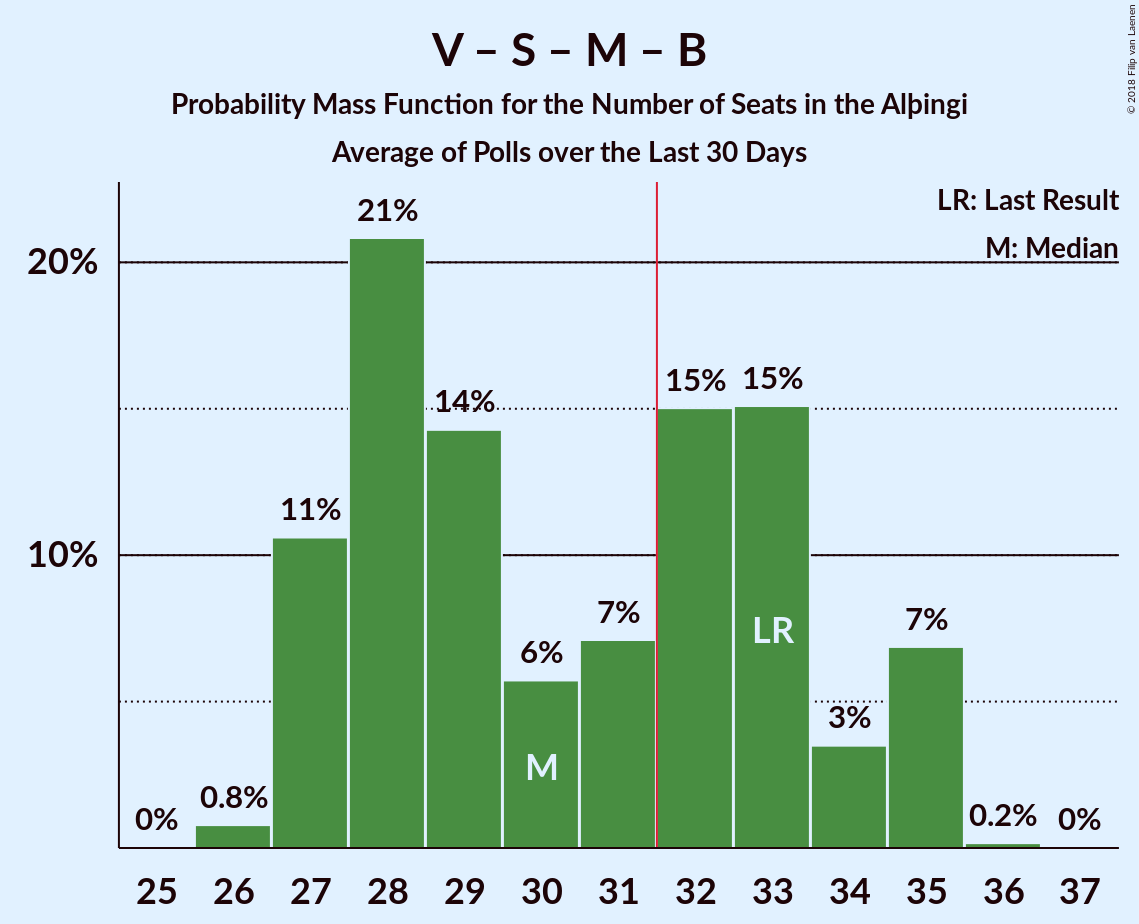 V – S – M – B
Probability Mass Function for the Number of Seats in the Alþingi
Average of Polls over the Last 30 Days
© 2018 Filip van Laenen
LR: Last Result
M: Median
20%
10%
0%
0.8%
11%
21%
14%
6%
7%
15%
15%
3%
7%
0.2%
0%
M
LR
25 26 27 28 29 30 31 32 33 34 35 36 37